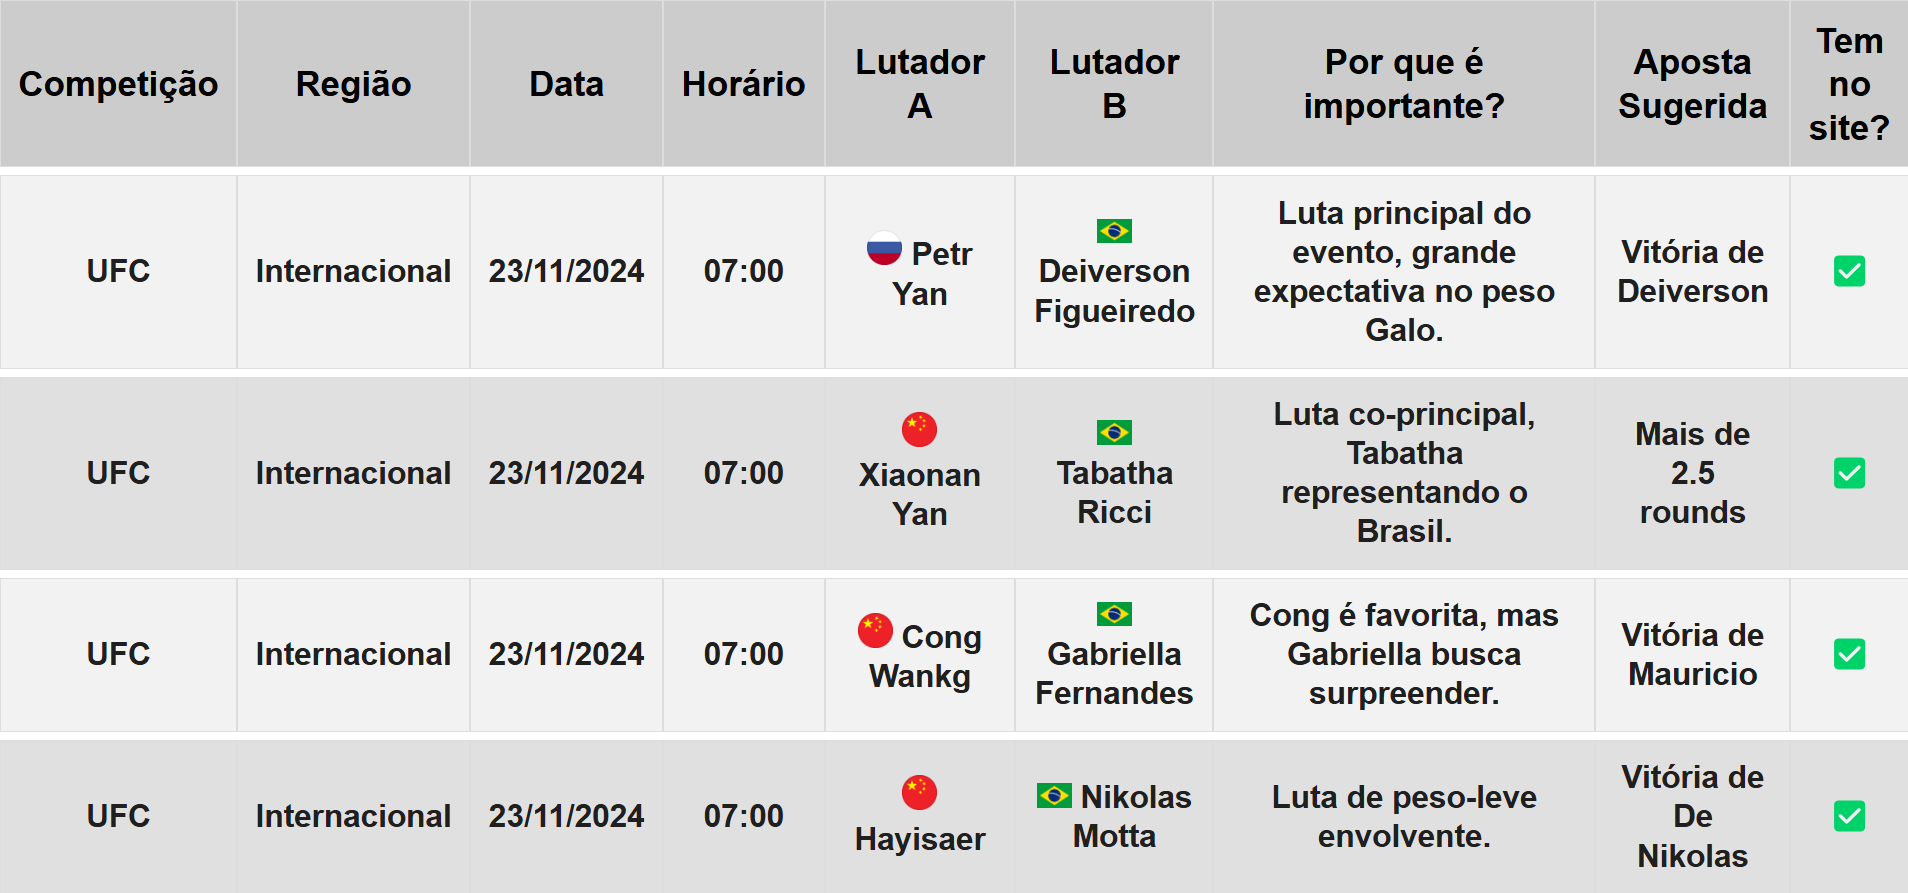 Competição
Região
Data
Horário
Lutador
A
Lutador
B
Por que é
importante?
Aposta
Sugerida
Tem
no
site?
UFC
Internacional
23/11/2024
07:00
Petr
Yan
Deiverson
Figueiredo
Luta principal do
evento, grande
expectativa no peso
Galo.
Vitória de
Deiverson
UFC
Internacional
23/11/2024
07:00
Xiaonan
Yan
Tabatha
Ricci
Luta co-principal,
Tabatha
representando o
Brasil.
Mais de
2.5
rounds
UFC
Internacional
23/11/2024
07:00
Cong
Wankg
Gabriella
Fernandes
Cong é favorita, mas
Gabriella busca
surpreender.
Vitória de
Mauricio
UFC
Internacional
23/11/2024
07:00
Hayisaer
Nikolas
Motta
Luta de peso-leve
envolvente.
Vitória de
De
Nikolas